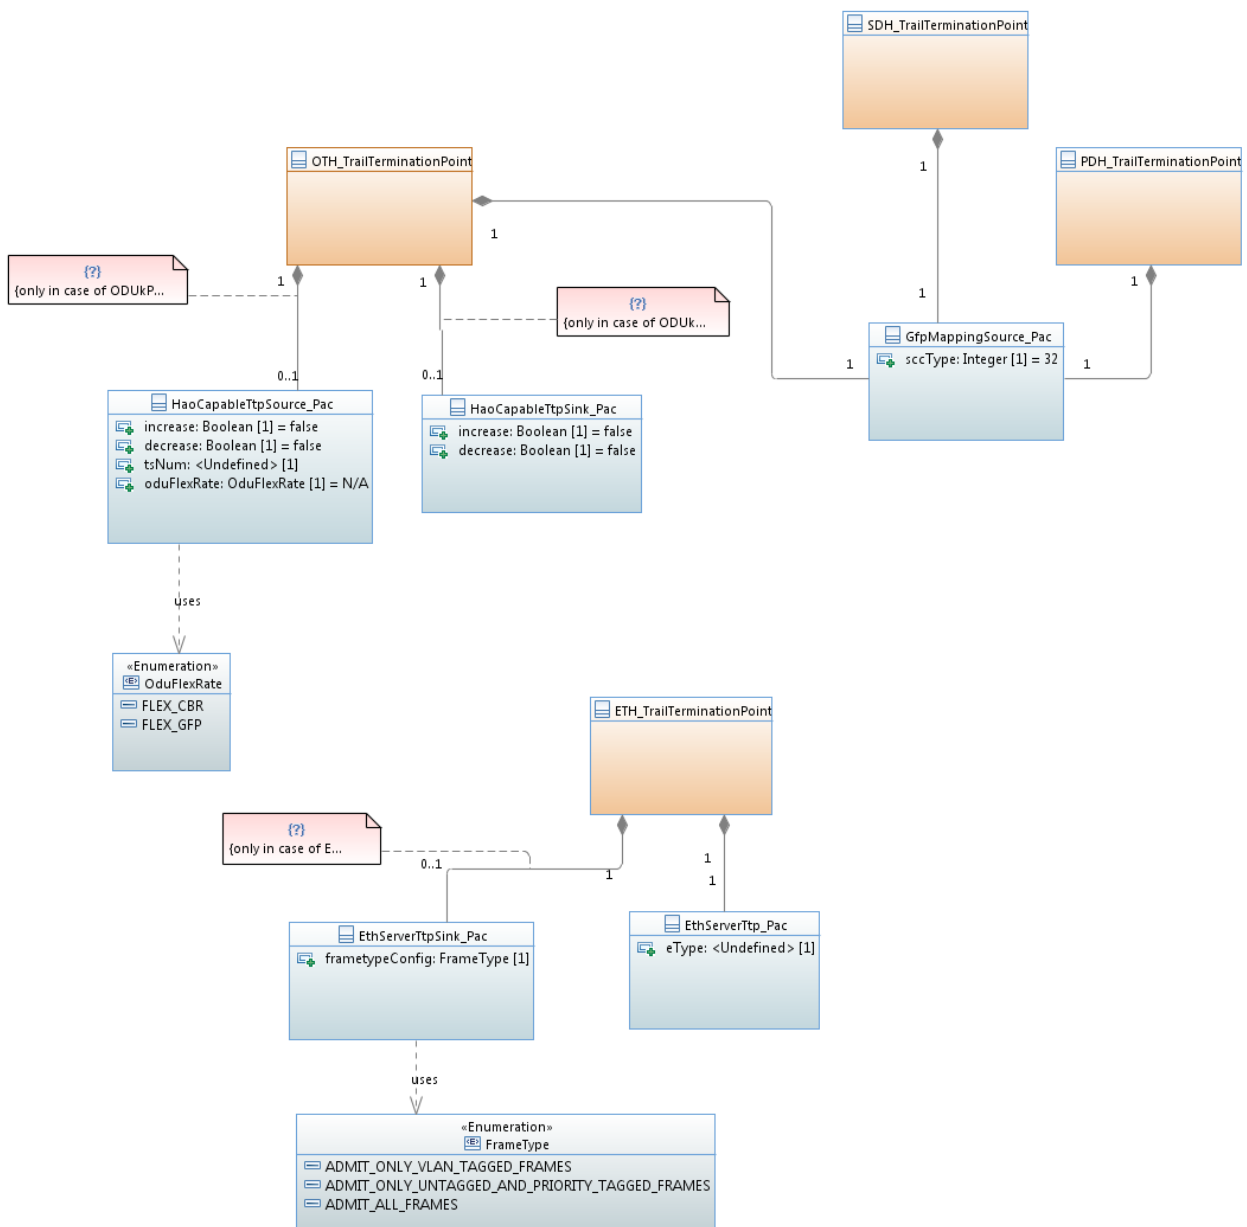 SDH_TrailTerminationPoint
OTH_TrailTerminationPoint
PDH_TrailTerminationPoint
1
1
1
1
1
{?}
{only in case of ODUkP...
{?}
{only in case of ODUk...
1
GfpMappingSource_Pac
sccType: Integer [1] = 32
1
1
0..1
0..1
HaoCapableTtpSource_Pac
increase: Boolean [1] = false
decrease: Boolean [1] = false
tsNum: <Undefined> [1]
oduFlexRate: OduFlexRate [1] = N/A
HaoCapableTtpSink_Pac
increase: Boolean [1] = false
decrease: Boolean [1] = false
uses
«Enumeration»
OduFlexRate
FLEX_CBR
FLEX_GFP
ETH_TrailTerminationPoint
{?}
{only in case of E...
0..1
1
1
1
EthServerTtpSink_Pac
frametypeConfig: FrameType [1]
EthServerTtp_Pac
eType: <Undefined> [1]
uses
«Enumeration»
FrameType
ADMIT_ONLY_VLAN_TAGGED_FRAMES
ADMIT_ONLY_UNTAGGED_AND_PRIORITY_TAGGED_FRAMES
ADMIT_ALL_FRAMES